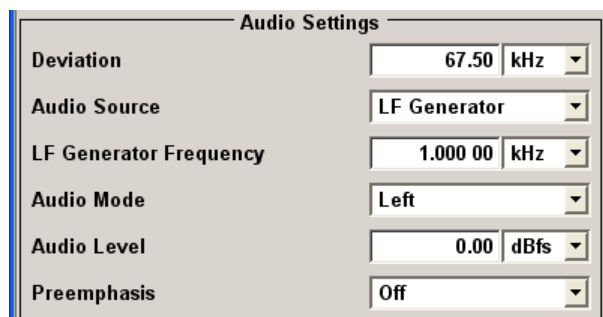 Audio Settings
Deviation 67.50 kHz
Audio Source LF Generator
LF Generator Frequency 1.000 00 kHz
Audio Mode Left
Audio Level 0.00 dBfs
Preemphasis Off